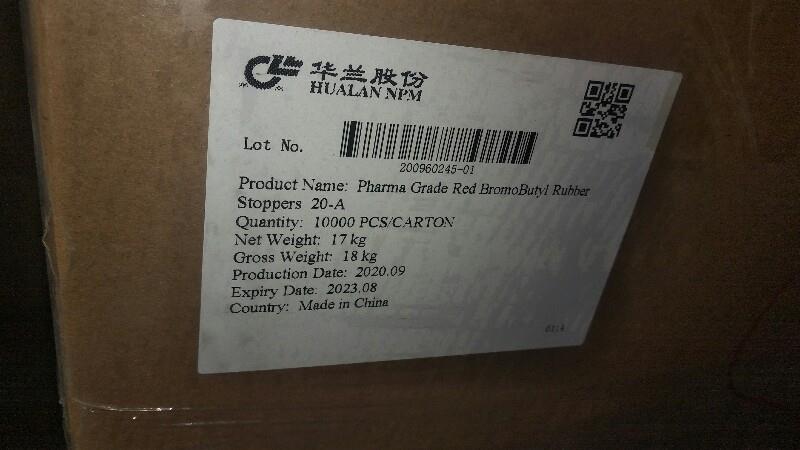 华兰股份
HUALAN NPM
Lot No.
200960245-01
Product Name: Pharma Grade Red BromoButyl Rubber
Stoppers 20-A
Quantity: 10000 PCS/CARTON
Net Weight: 17 kg
Gross Weight: 18 kg
Production Date: 2020.09
Expiry Date: 2023.08
Country: Made in China